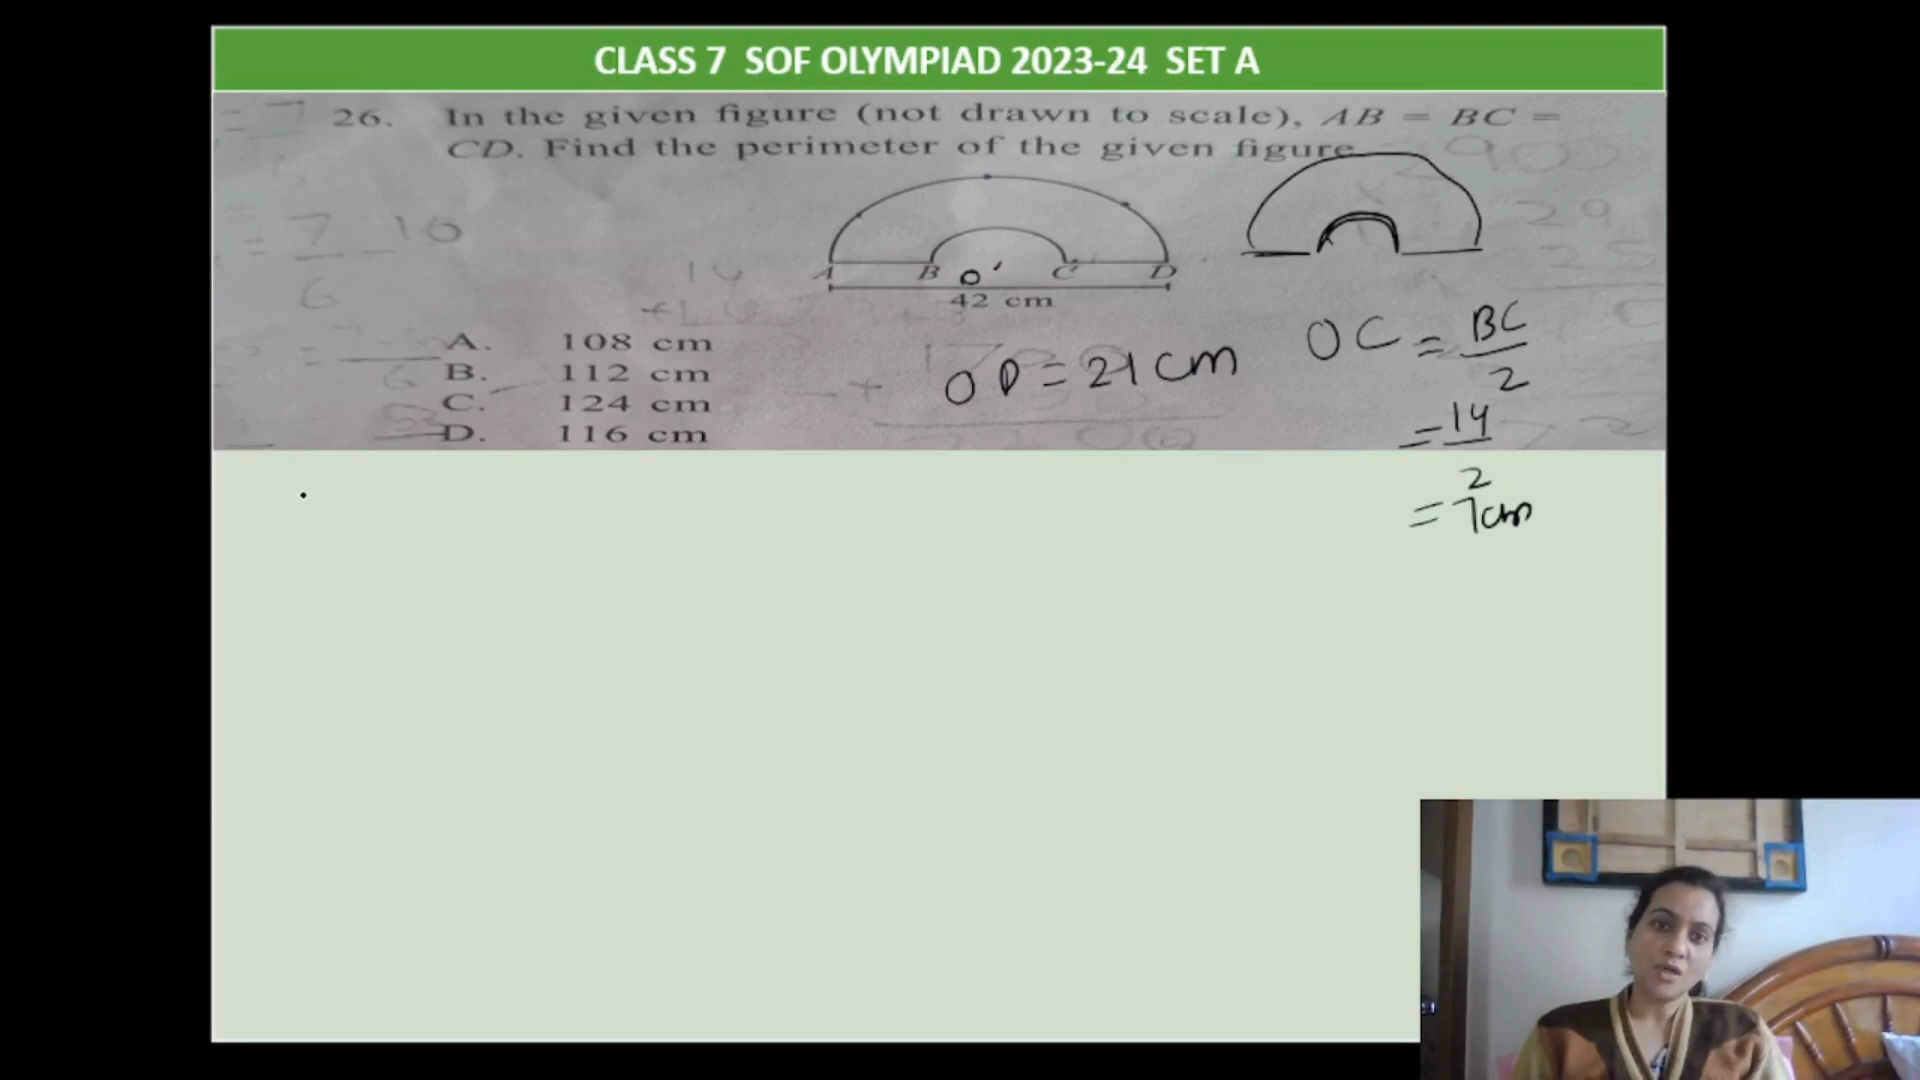 CLASS 7 SOF OLYMPIAD 2023-24 SET A
26. In the given figure (not drawn to scale), AB = BC =
CD. Find the perimeter of the given figure.
A B O C D
42 cm
A. 108 cm
B. 112 cm
C. 124 cm
D. 116 cm
OD = 21 cm
OC = BC
2
= 14
2
= 7cm